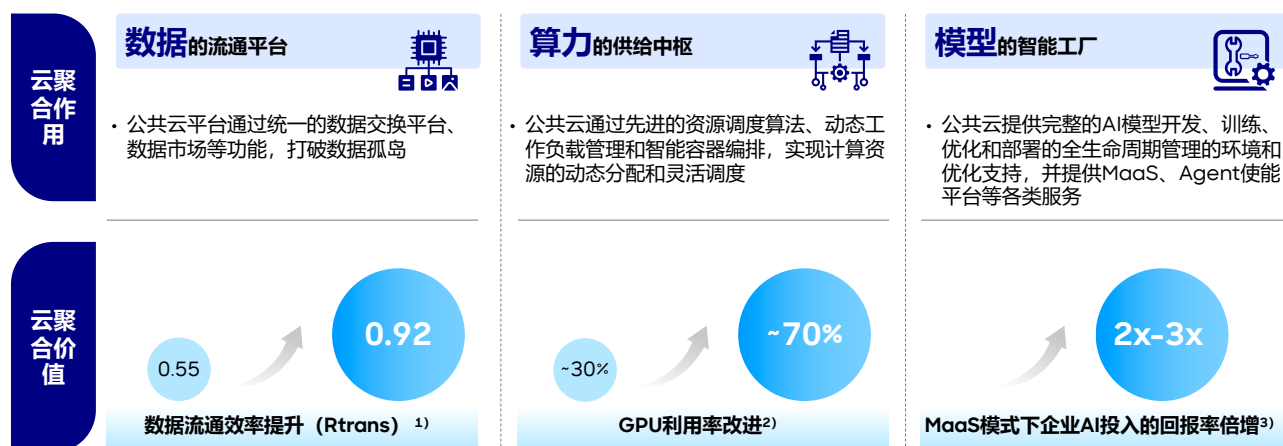 云聚
合作
用
数据的流通平台
• 公共云平台通过统一的数据交换平台、
数据市场等功能，打破数据孤岛
算力的供给中枢
• 公共云通过先进的资源调度算法、动态工
作负载管理和智能容器编排，实现计算资
源的动态分配和灵活调度
模型的智能工厂
• 公共云提供完整的AI模型开发、训练、
优化和部署的全生命周期管理的环境和
优化支持，并提供MaaS、Agent使能
平台等各类服务
云聚
合价
值
0.55
0.92
数据流通效率提升（Rtrans） 1)
~30%
~70%
GPU利用率改进2)
2x-3x
MaaS模式下企业AI投入的回报率倍增3)